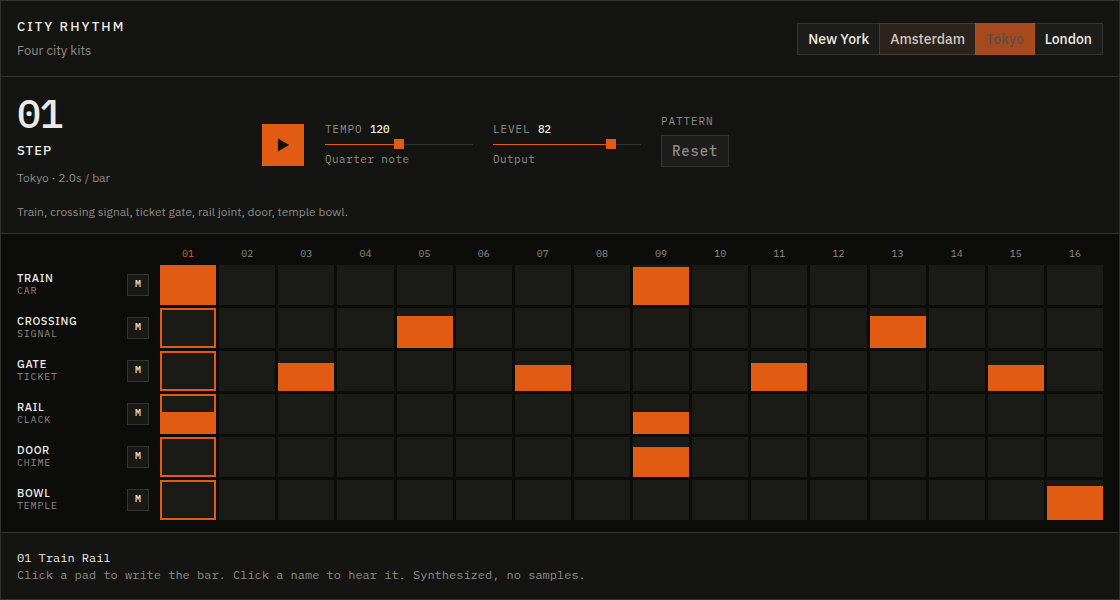 CITY RHYTHM
Four city kits
New York Amsterdam Tokyo London
01
STEP
Tokyo · 2.0s / bar
TEMPO 120
Quarter note
LEVEL 82
Output
PATTERN
Reset
Train, crossing signal, ticket gate, rail joint, door, temple bowl.
01 02 03 04 05 06 07 08 09 10 11 12 13 14 15 16
TRAIN
CAR
M
CROSSING
SIGNAL
M
GATE
TICKET
M
RAIL
CLACK
M
DOOR
CHIME
M
BOWL
TEMPLE
M
01 Train Rail
Click a pad to write the bar. Click a name to hear it. Synthesized, no samples.